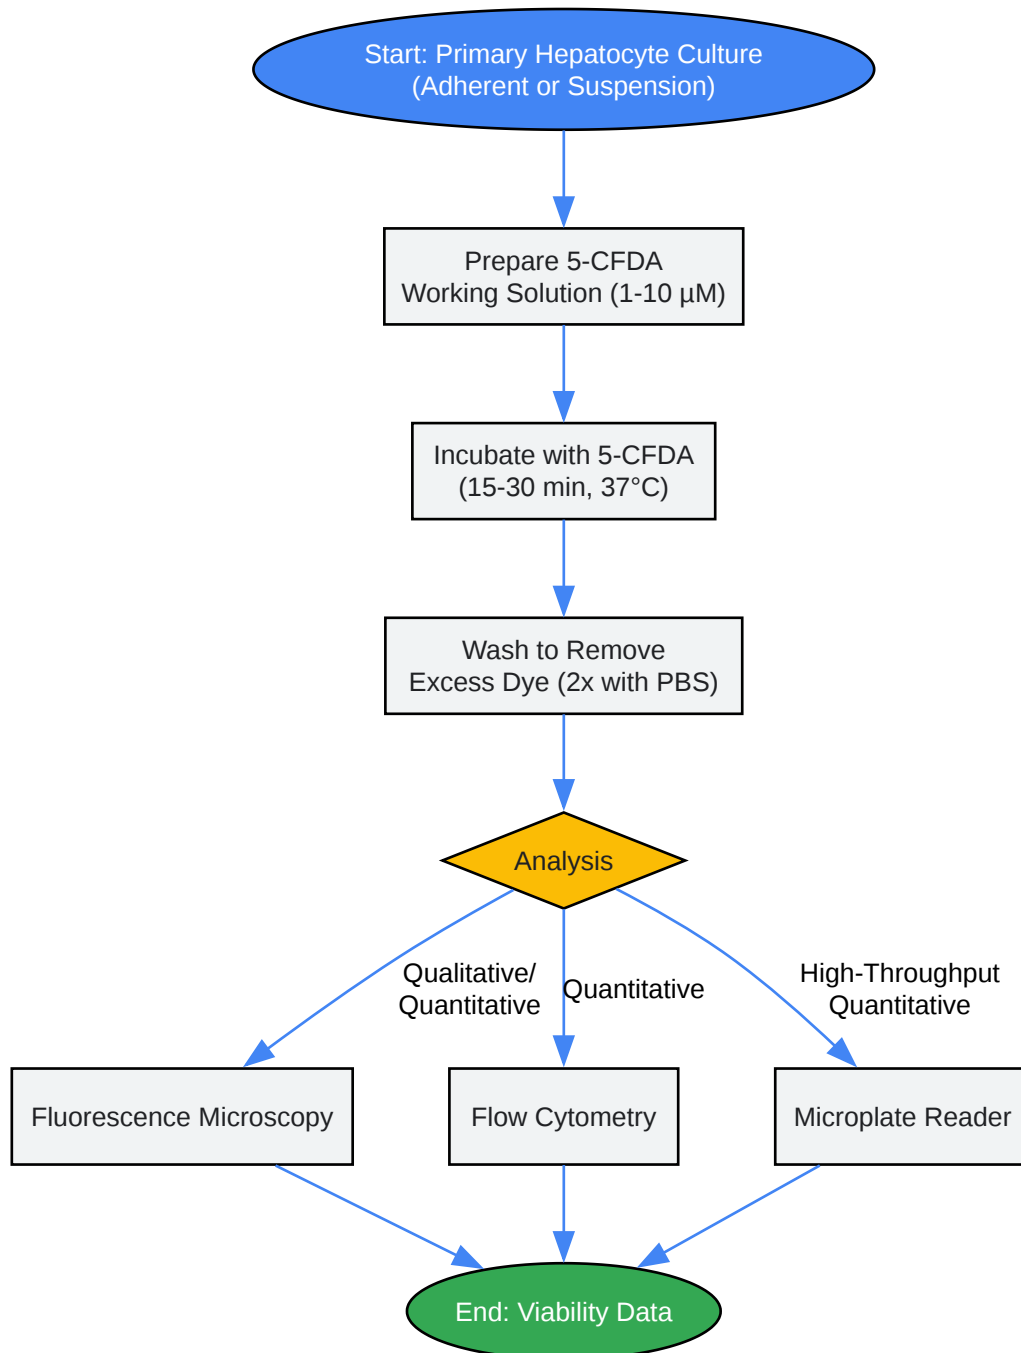 Start: Primary Hepatocyte Culture
(Adherent or Suspension)
Prepare 5-CFDA
Working Solution (1-10 µM)
Incubate with 5-CFDA
(15-30 min, 37°C)
Wash to Remove
Excess Dye (2x with PBS)
Analysis
Qualitative/
Quantitative
Quantitative
High-Throughput
Quantitative
Fluorescence Microscopy
Flow Cytometry
Microplate Reader
End: Viability Data